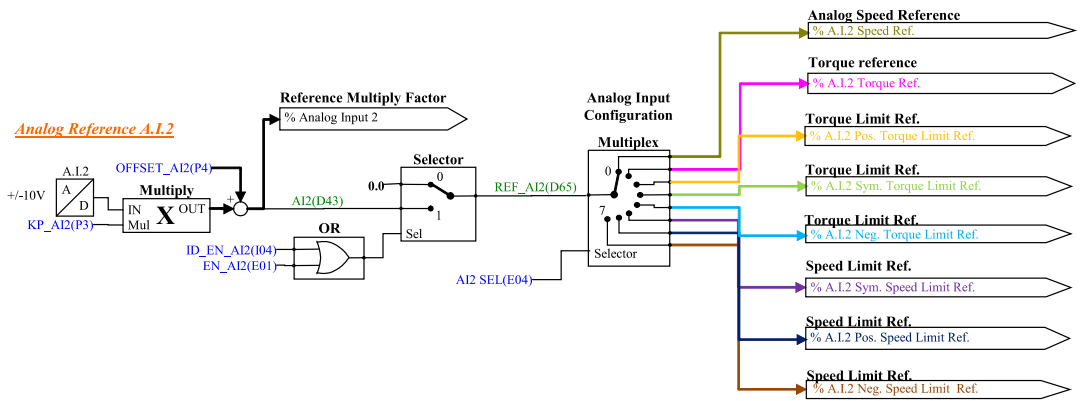 Analog Reference A.I.2
+/-10V
A.I.2
A
D
KP_AI2(P3)
OFFSET_AI2(P4)
Multiply
IN
X
OUT
Mul
+
Reference Multiply Factor
% Analog Input 2
AI2(D43)
ID_EN_AI2(I04)
EN_AI2(E01)
OR
Selector
0.0
0
1
Sel
REF_AI2(D65)
AI2 SEL(E04)
Analog Input
Configuration
Multiplex
0
7
Selector
Analog Speed Reference
% A.I.2 Speed Ref.
Torque reference
% A.I.2 Torque Ref.
Torque Limit Ref.
% A.I.2 Pos. Torque Limit Ref.
Torque Limit Ref.
% A.I.2 Sym. Torque Limit Ref.
Torque Limit Ref.
% A.I.2 Neg. Torque Limit Ref.
Speed Limit Ref.
% A.I.2 Sym. Speed Limit Ref.
Speed Limit Ref.
% A.I.2 Pos. Speed Limit Ref.
Speed Limit Ref.
% A.I.2 Neg. Speed Limit Ref.